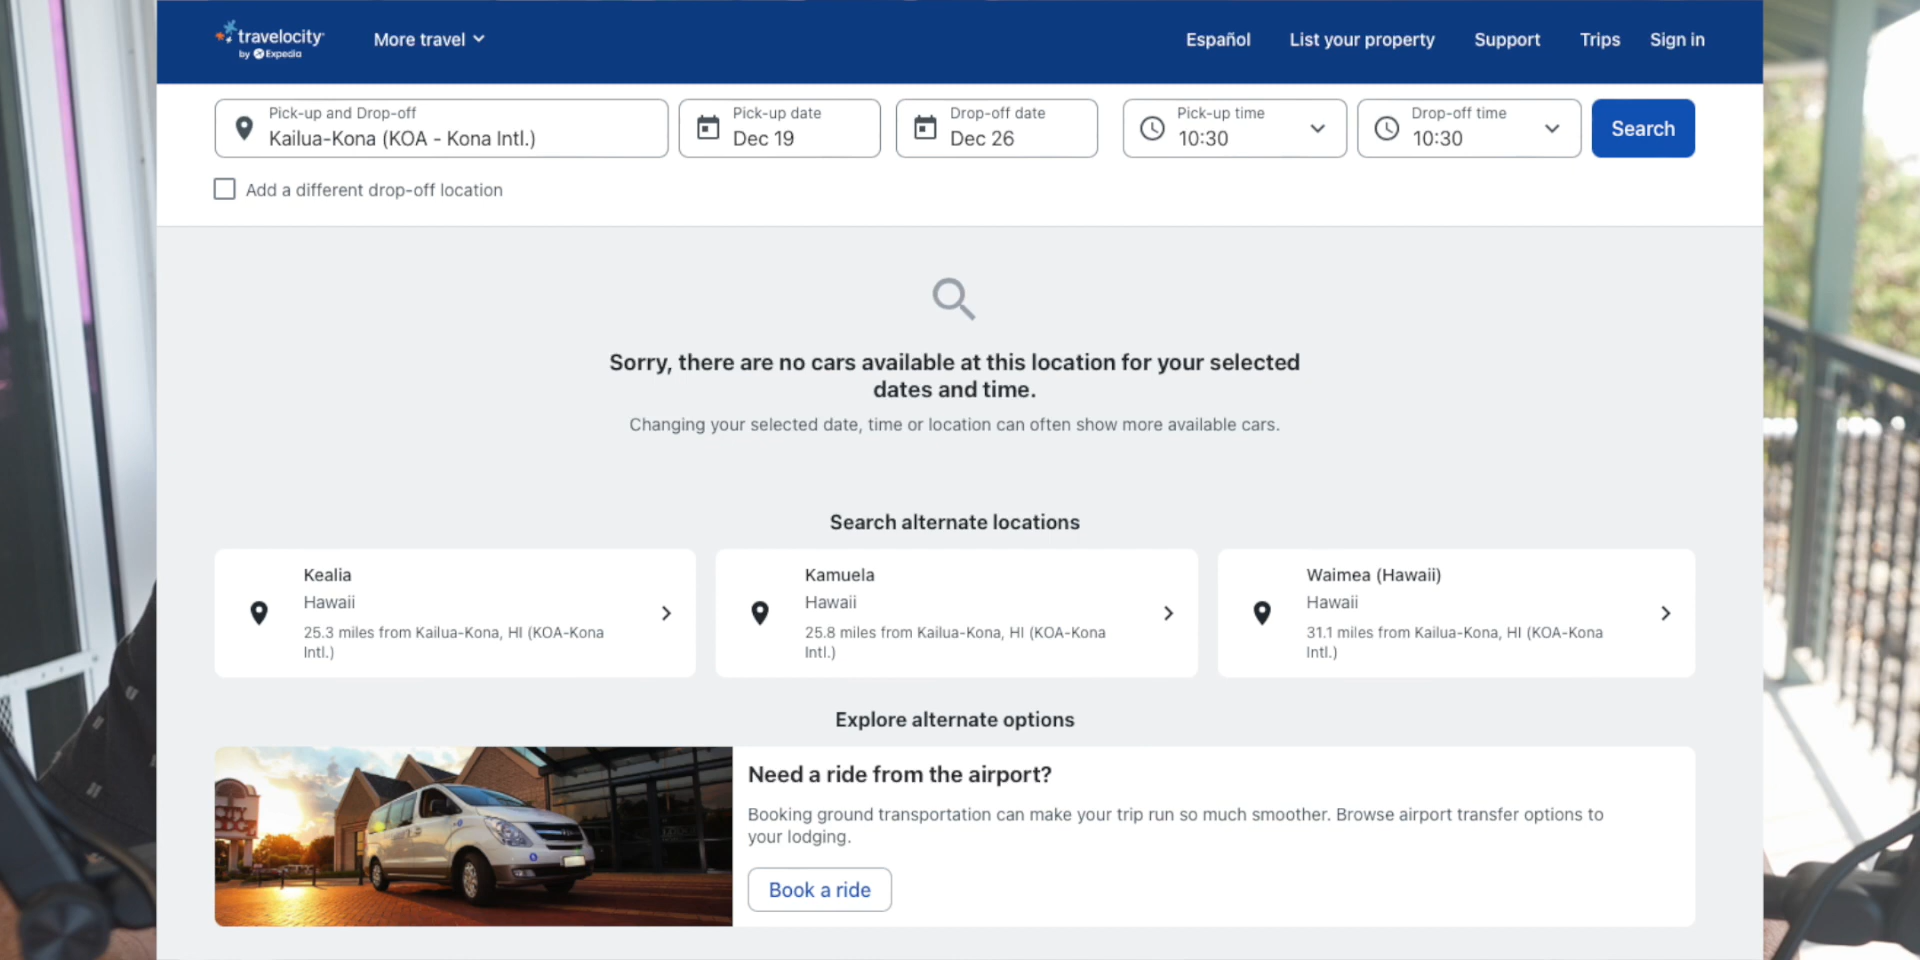 travelocity
by Expedia
More travel
Español
List your property
Support
Trips
Sign in
Pick-up and Drop-off
Kailua-Kona (KOA - Kona Intl.)
Pick-up date
Dec 19
Drop-off date
Dec 26
Pick-up time
10:30
Drop-off time
10:30
Search
Add a different drop-off location
Sorry, there are no cars available at this location for your selected
dates and time.
Changing your selected date, time or location can often show more available cars.
Search alternate locations
Kealia
Hawaii
25.3 miles from Kailua-Kona, HI (KOA-Kona
Intl.)
Kamuela
Hawaii
25.8 miles from Kailua-Kona, HI (KOA-Kona
Intl.)
Waimea (Hawaii)
Hawaii
31.1 miles from Kailua-Kona, HI (KOA-Kona
Intl.)
Explore alternate options
Need a ride from the airport?
Booking ground transportation can make your trip run so much smoother. Browse airport transfer options to
your lodging.
Book a ride